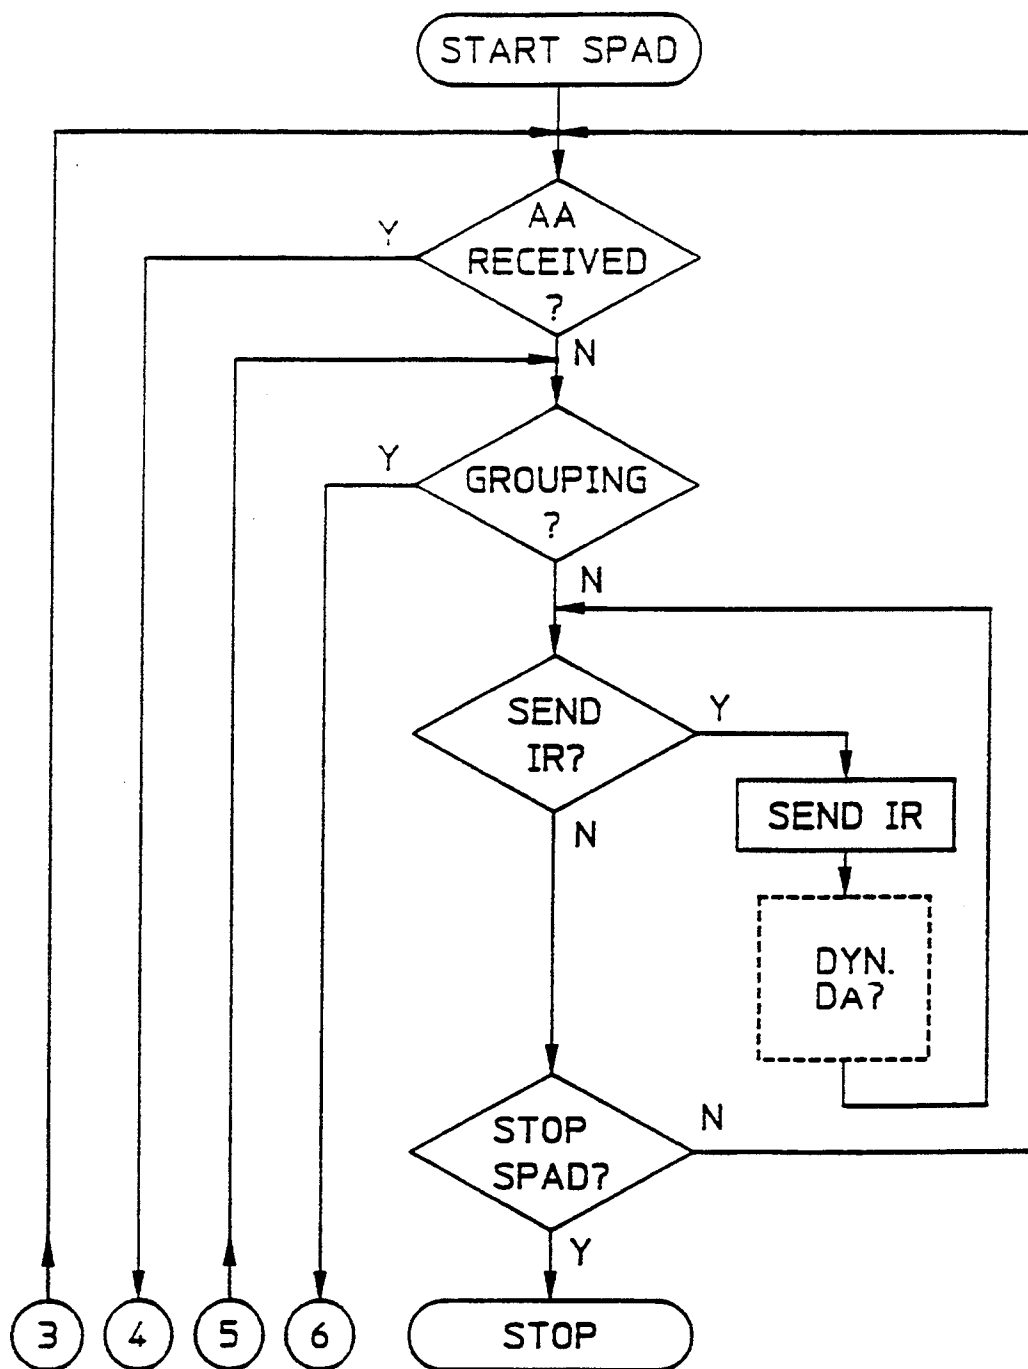 START SPAD
Y
AA
RECEIVED
?
N
Y
GROUPING
?
N
SEND
IR?
Y
N
SEND IR
DYN.
DA?
STOP
SPAD?
N
Y
3
4
5
6
STOP